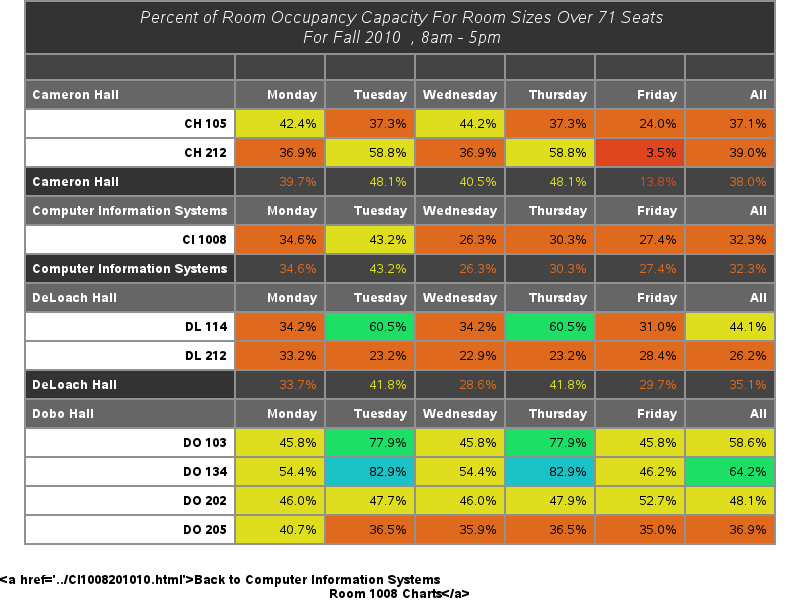 Percent of Room Occupancy Capacity For Room Sizes Over 71 Seats
For Fall 2010 , 8am - 5pm
Cameron Hall Monday Tuesday Wednesday Thursday Friday All
CH 105 42.4% 37.3% 44.2% 37.3% 24.0% 37.1%
CH 212 36.9% 58.8% 36.9% 58.8% 3.5% 39.0%
Cameron Hall 39.7% 48.1% 40.5% 48.1% 13.8% 38.0%
Computer Information Systems Monday Tuesday Wednesday Thursday Friday All
CI 1008 34.6% 43.2% 26.3% 30.3% 27.4% 32.3%
Computer Information Systems 34.6% 43.2% 26.3% 30.3% 27.4% 32.3%
DeLoach Hall Monday Tuesday Wednesday Thursday Friday All
DL 114 34.2% 60.5% 34.2% 60.5% 31.0% 44.1%
DL 212 33.2% 23.2% 22.9% 23.2% 28.4% 26.2%
DeLoach Hall 33.7% 41.8% 28.6% 41.8% 29.7% 35.1%
Dobo Hall Monday Tuesday Wednesday Thursday Friday All
DO 103 45.8% 77.9% 45.8% 77.9% 45.8% 58.6%
DO 134 54.4% 82.9% 54.4% 82.9% 46.2% 64.2%
DO 202 46.0% 47.7% 46.0% 47.9% 52.7% 48.1%
DO 205 40.7% 36.5% 35.9% 36.5% 35.0% 36.9%
<a href='../CI1008201010.html'>Back to Computer Information Systems
Room 1008 Charts</a>